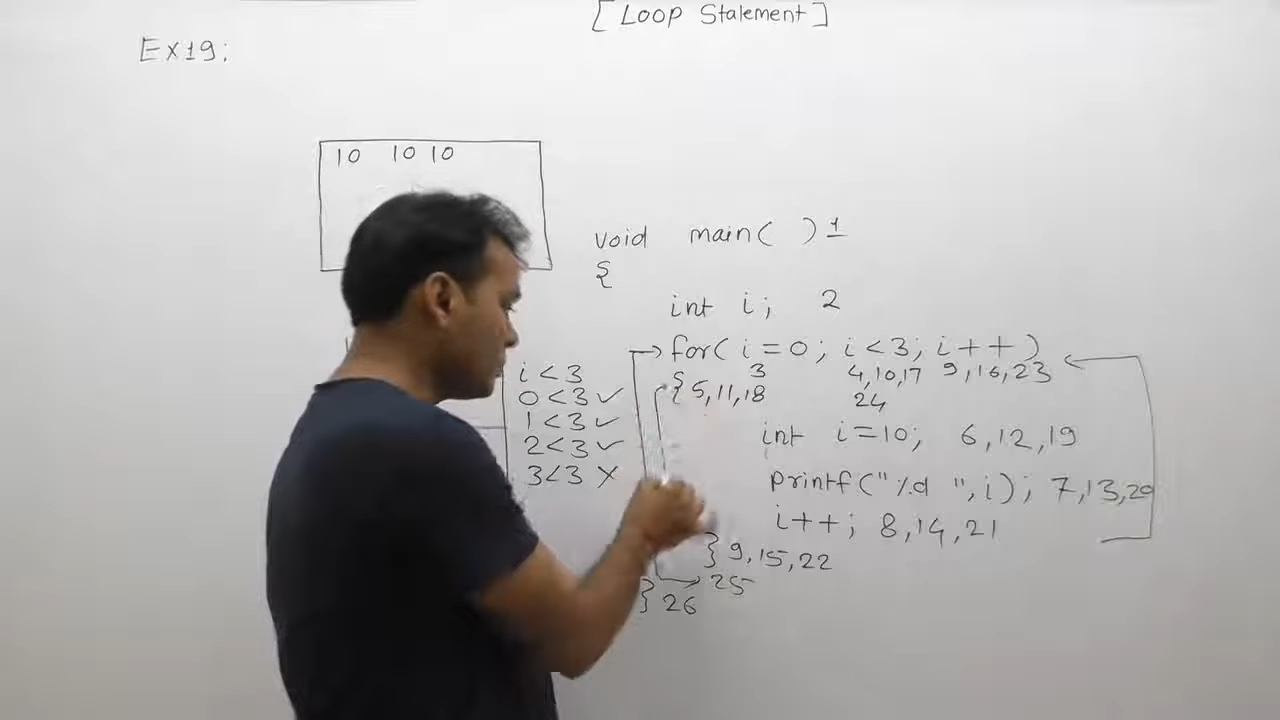 [Loop Statement]
Ex19:
10 10 10
void main( ) 1
{
int i; 2
for( i=0; i<3; i++)
3 4,10,17 9,16,23
{ 5,11,18 24
int i=10; 6,12,19
printf("%d ",i); 7,13,20
i++; 8,14,21
} 9,15,22
25
} 26
i<3
0<3 ✓
1<3 ✓
2<3 ✓
3<3 X